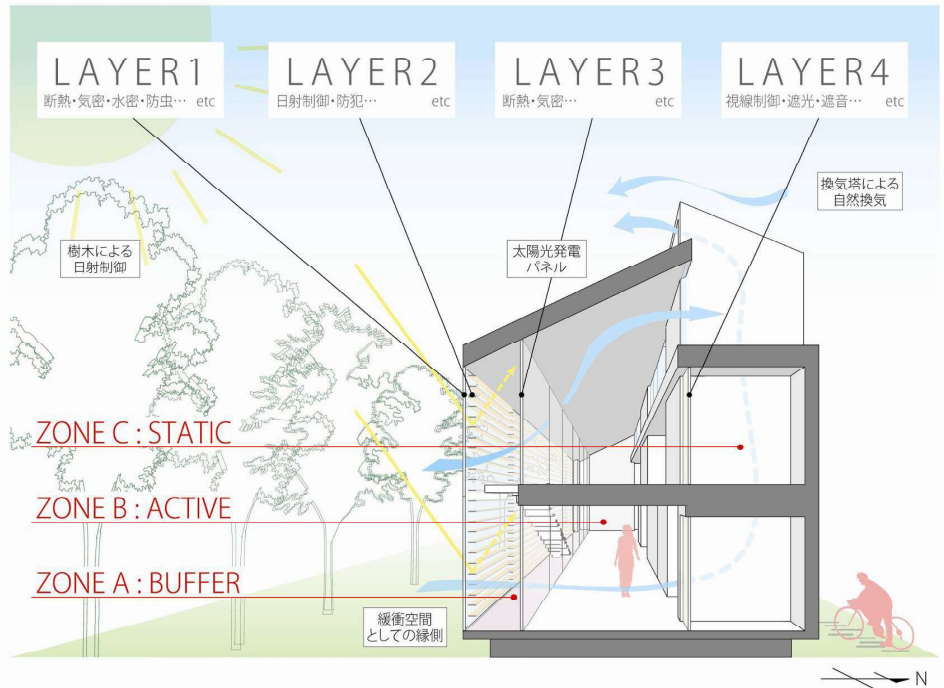 LAYER1
断熱・気密・水密・防虫… etc
LAYER2
日射制御・防犯… etc
LAYER3
断熱・気密… etc
LAYER4
視線制御・遮光・遮音… etc
換気塔による
自然換気
樹木による
日射制御
太陽光発電
パネル
ZONE C : STATIC
ZONE B : ACTIVE
ZONE A : BUFFER
緩衝空間
としての縁側
N